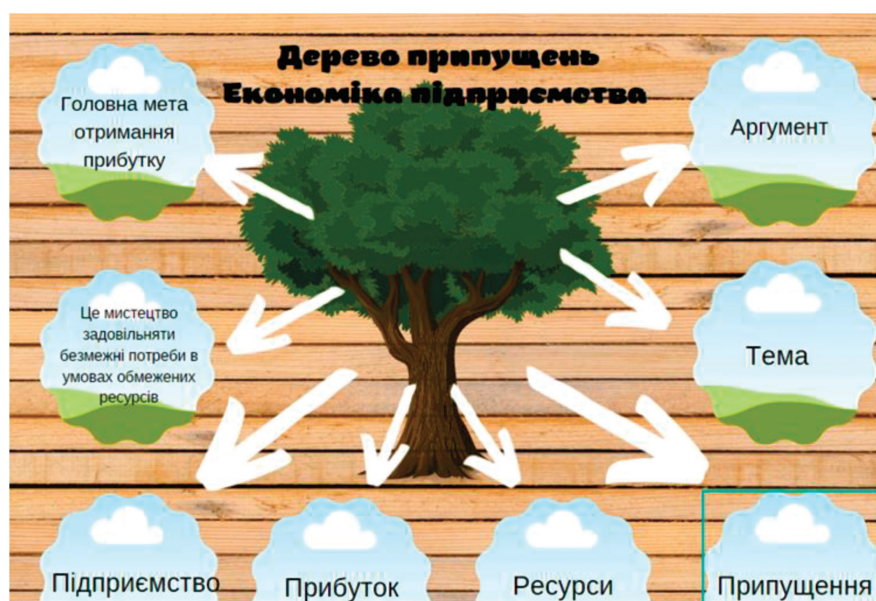 Дерево припущень
Економіка підприємства
Головна мета
отримання
прибутку
Аргумент
Це мистецтво
задовільняти
безмежні потреби в
умовах обмежених
ресурсів
Тема
Підприємство
Прибуток
Ресурси
Припущення